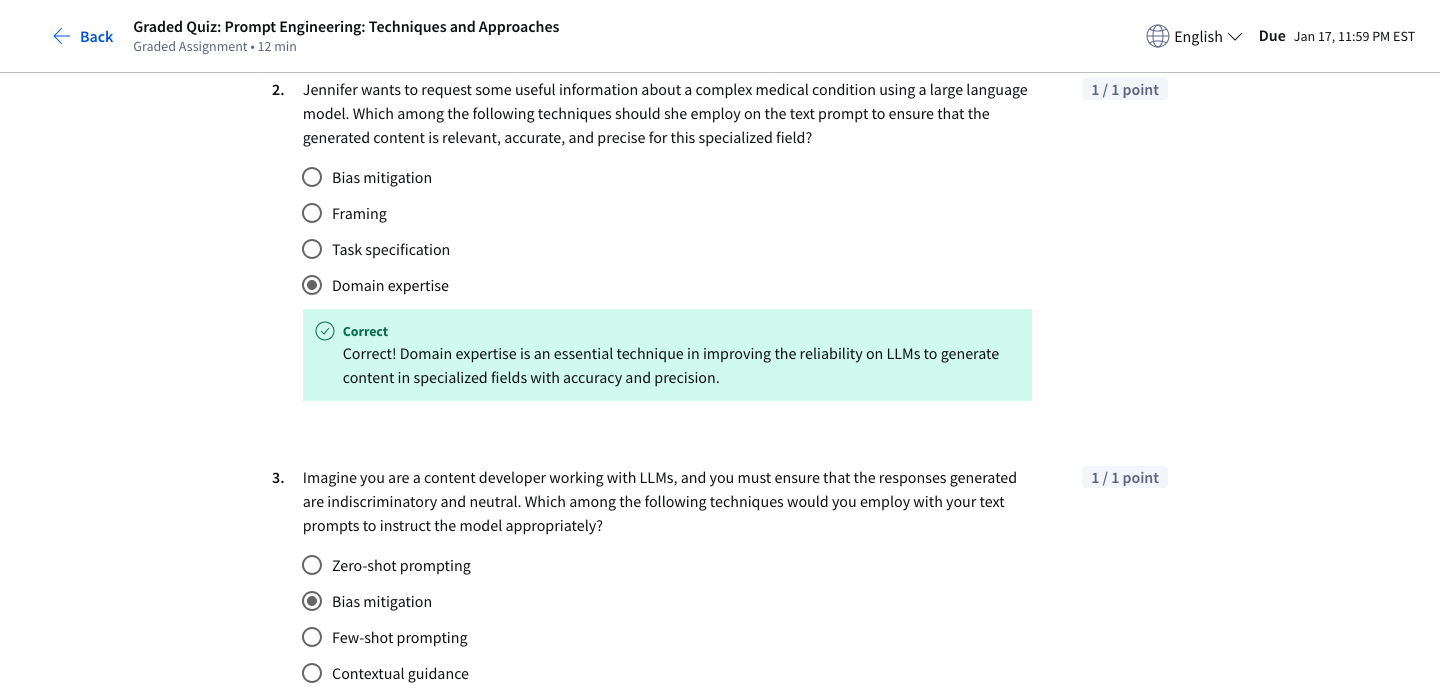 Back
Graded Quiz: Prompt Engineering: Techniques and Approaches
Graded Assignment • 12 min
English
Due Jan 17, 11:59 PM EST
2. Jennifer wants to request some useful information about a complex medical condition using a large language
model. Which among the following techniques should she employ on the text prompt to ensure that the
generated content is relevant, accurate, and precise for this specialized field?
1 / 1 point
Bias mitigation
Framing
Task specification
Domain expertise
Correct
Correct! Domain expertise is an essential technique in improving the reliability on LLMs to generate
content in specialized fields with accuracy and precision.
3. Imagine you are a content developer working with LLMs, and you must ensure that the responses generated
are indiscriminatory and neutral. Which among the following techniques would you employ with your text
prompts to instruct the model appropriately?
1 / 1 point
Zero-shot prompting
Bias mitigation
Few-shot prompting
Contextual guidance